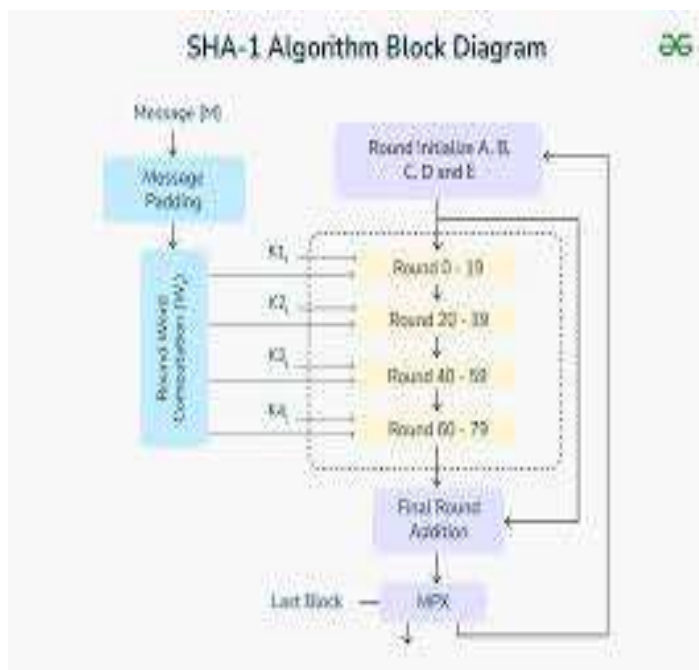 SHA-1 Algorithm Block Diagram
Message (M)
Message
Padding
Round Word
Computation (Wt)
Round Initialize A, B,
C, D and E
K1t
Round 0 - 19
K2t
Round 20 - 39
K3t
Round 40 - 59
K4t
Round 60 - 79
Final Round
Addition
Last Block
MPX